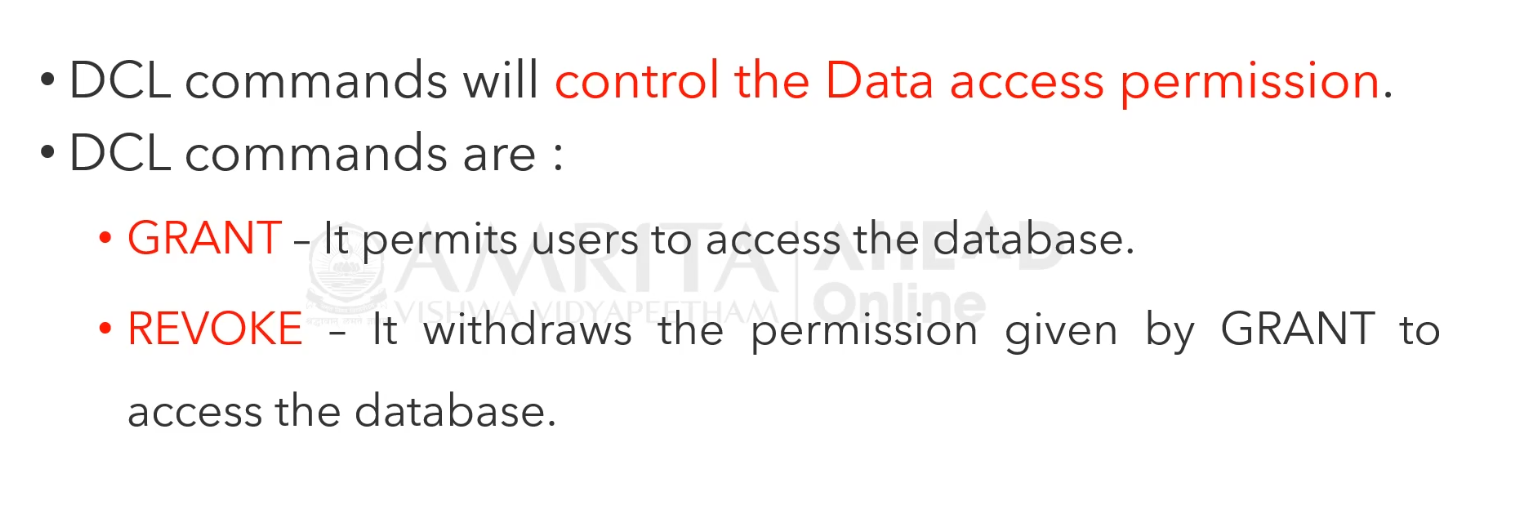 • DCL commands will control the Data access permission.
• DCL commands are :
• GRANT – It permits users to access the database.
AMRITA AHEAD
VISHWA VIDYAPEETHAM Online
• REVOKE – It withdraws the permission given by GRANT to
access the database.